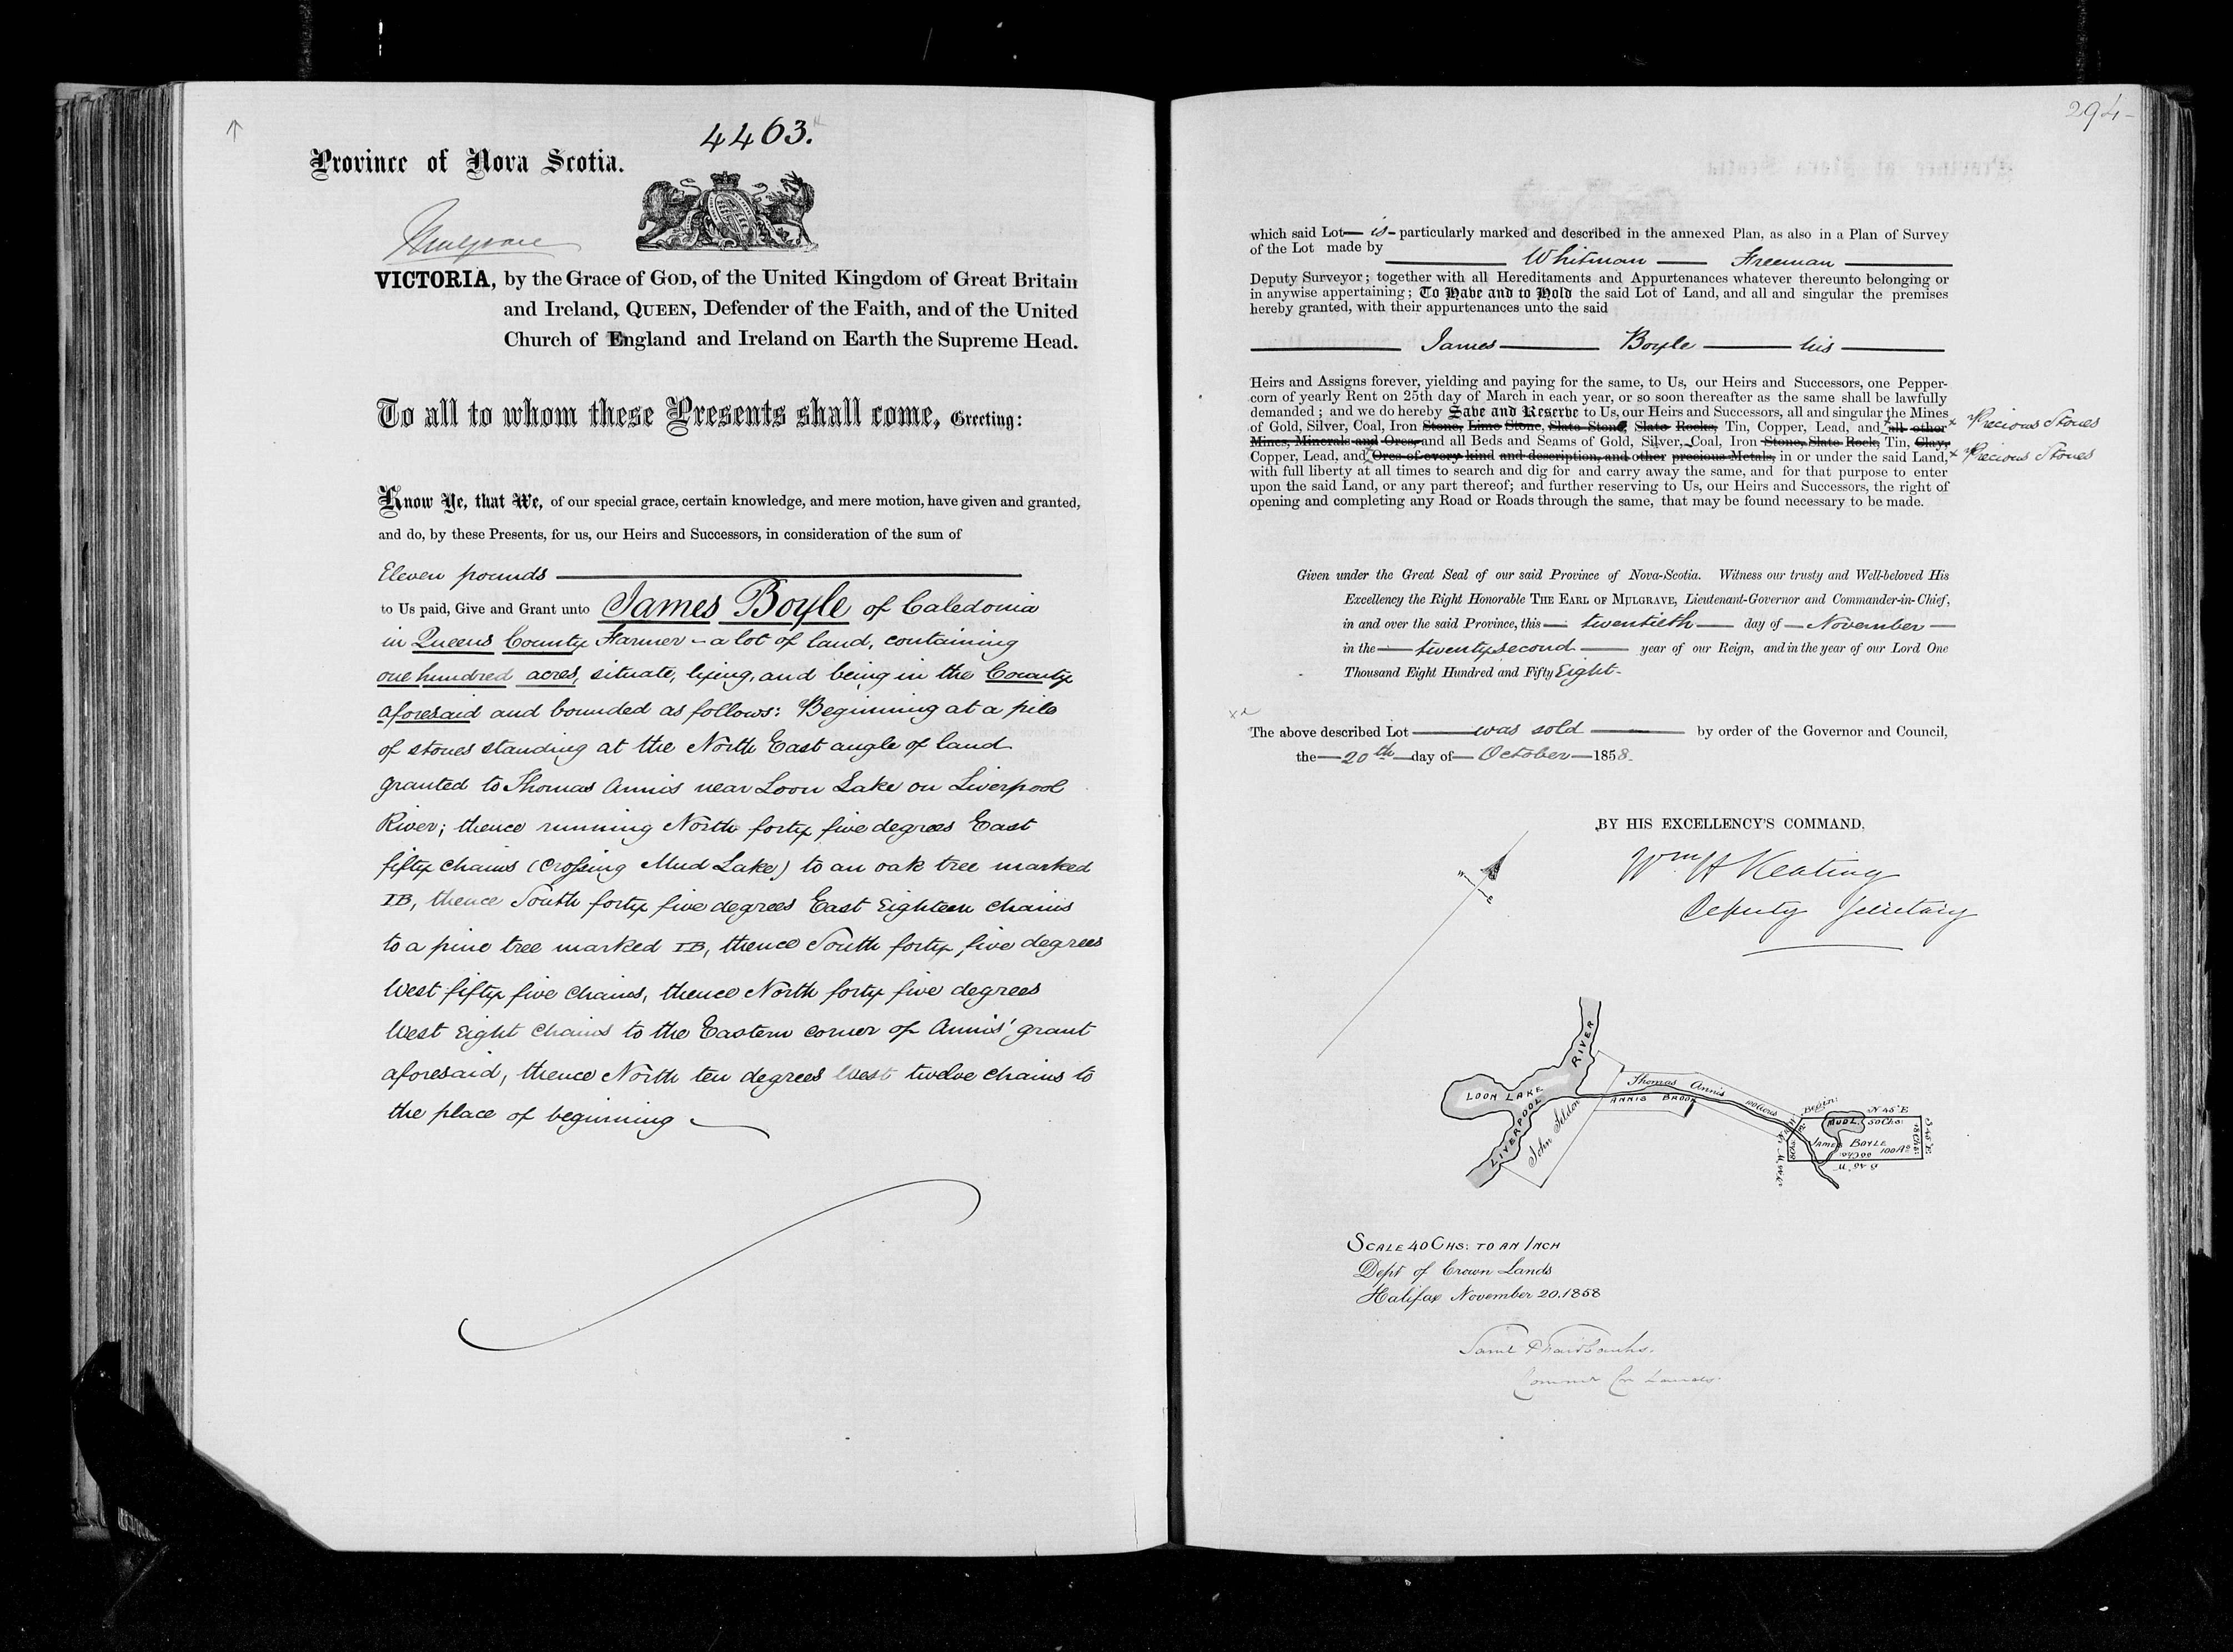 4463.
Province of Nova Scotia.
Mulgrave
VICTORIA, by the Grace of GOD, of the United Kingdom of Great Britain
and Ireland, QUEEN, Defender of the Faith, and of the United
Church of England and Ireland on Earth the Supreme Head.
To all to whom these Presents shall come, Greeting:
Know Ye, that We, of our special grace, certain knowledge, and mere motion, have given and granted,
and do, by these Presents, for us, our Heirs and Successors, in consideration of the sum of
Eleven pounds
to Us paid, Give and Grant unto James Boyle of Caledonia
in Queens County Farmer - a lot of land, containing
one hundred acres, situate, lying, and being in the County
aforesaid and bounded as follows: Beginning at a pile
of stones standing at the North East angle of land
granted to Thomas Annis near Loon Lake on Liverpool
River; thence running North forty five degrees East
fifty chains (crossing Mud Lake) to an oak tree marked
IB, thence South forty five degrees East Eighteen chains
to a pine tree marked IB, thence South forty five degrees
West fifty five chains, thence North forty five degrees
West Eight chains to the Eastern corner of Annis' grant
aforesaid, thence North ten degrees West twelve chains to
the place of beginning
294
which said Lot is particularly marked and described in the annexed Plan, as also in a Plan of Survey
of the Lot made by Whitman Freeman
Deputy Surveyor; together with all Hereditaments and Appurtenances whatever thereunto belonging or
in anywise appertaining; To Have and to Hold the said Lot of Land, and all and singular the premises
hereby granted, with their appurtenances unto the said
James Boyle his
Heirs and Assigns forever, yielding and paying for the same, to Us, our Heirs and Successors, one Pepper-
corn of yearly Rent on 25th day of March in each year, or so soon thereafter as the same shall be lawfully
demanded; and we do hereby Save and Reserve to Us, our Heirs and Successors, all and singular the Mines
of Gold, Silver, Coal, Iron Stone, Lime Stone, Slate Stone, Slate Rocks, Tin, Copper, Lead, and x all other x Precious Stones
Mines, Minerals and Ores, and all Beds and Seams of Gold, Silver, Coal, Iron Stone, Slate Rock, Tin, Clay,
Copper, Lead, and Ores of every kind and description, and other precious Metals, in or under the said Land, x Precious Stones
with full liberty at all times to search and dig for and carry away the same, and for that purpose to enter
upon the said Land, or any part thereof; and further reserving to Us, our Heirs and Successors, the right of
opening and completing any Road or Roads through the same, that may be found necessary to be made.
Given under the Great Seal of our said Province of Nova-Scotia. Witness our trusty and Well-beloved His
Excellency the Right Honorable THE EARL OF MULGRAVE, Lieutenant-Governor and Commander-in-Chief,
in and over the said Province, this twentieth day of November
in the twenty second year of our Reign, and in the year of our Lord One
Thousand Eight Hundred and Fifty Eight.
The above described Lot was sold by order of the Governor and Council,
the 20th day of October 1858.
BY HIS EXCELLENCY'S COMMAND,
Wm H Keating
Deputy Secretary
W
E
LOON LAKE
LIVERPOOL
RIVER
John Seldon
Thomas Annis
ANNIS BROOK
Begin:
N 45° E
MUD L.
50 Chs:
JAMES BOYLE
100 As
S 45° E
18 Chs:
55 Chs:
S 45° W
N 45° W
SCALE 40 CHS: TO AN INCH
Dept of Crown Lands
Halifax November 20. 1858
Saml P Fairbanks.
Commr Cn Lands.